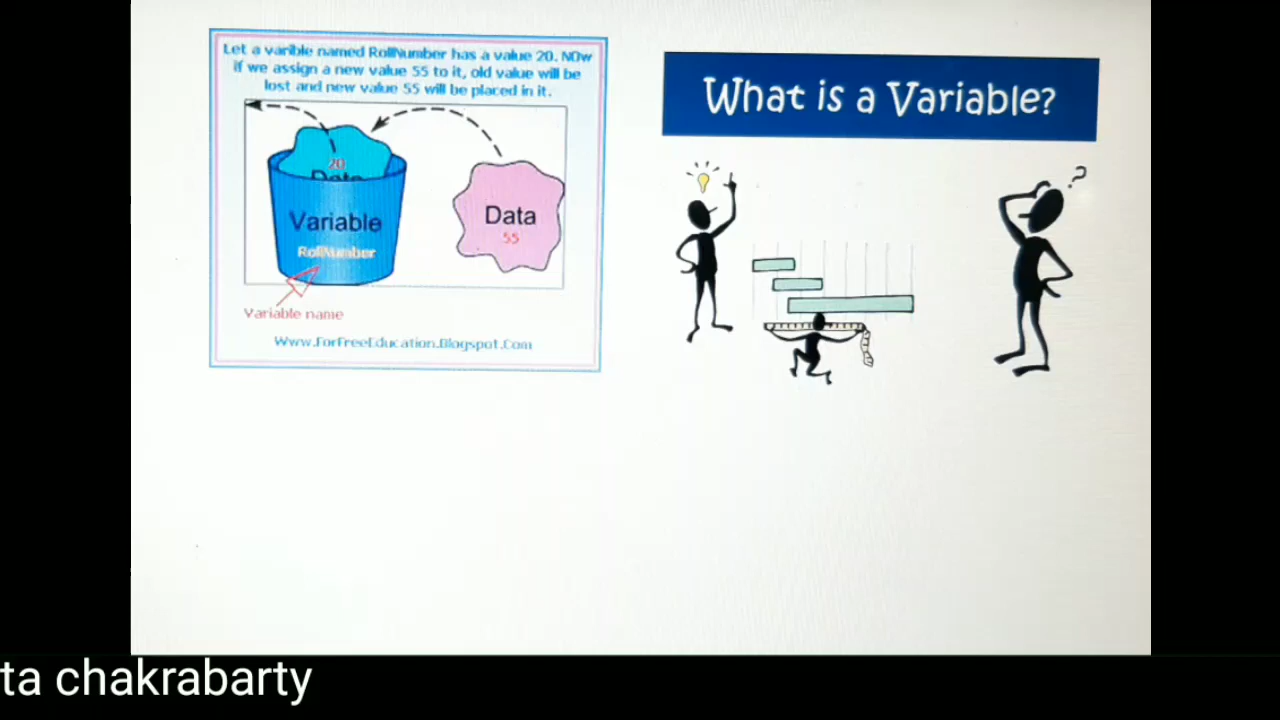 Let a varible named RollNumber has a value 20. NOw
if we assign a new value 55 to it, old value will be
lost and new value 55 will be placed in it.
20
Data
Variable
RollNumber
Data
55
Variable name
Www.ForFreeEducation.Blogspot.Com
What is a Variable?
?
ta chakrabarty